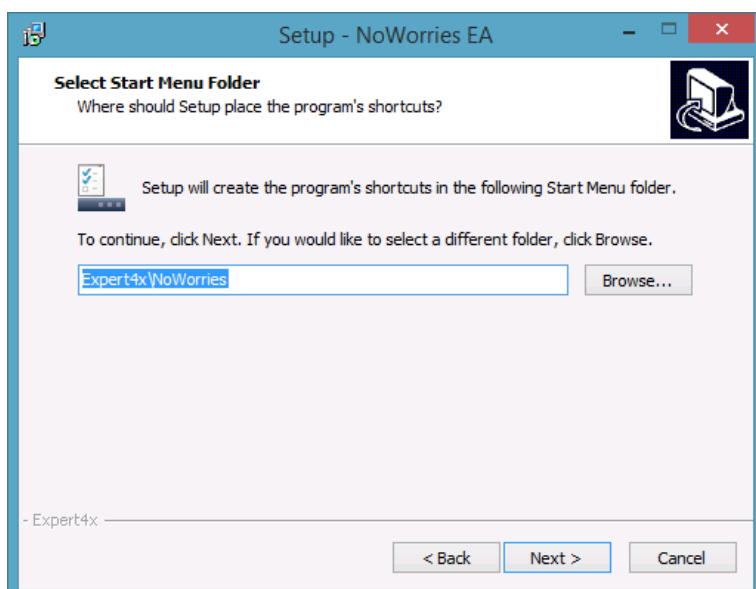 Setup - NoWorries EA
Select Start Menu Folder
Where should Setup place the program's shortcuts?
Setup will create the program's shortcuts in the following Start Menu folder.
To continue, click Next. If you would like to select a different folder, click Browse.
Expert4x\NoWorries
Browse...
- Expert4x
< Back
Next >
Cancel